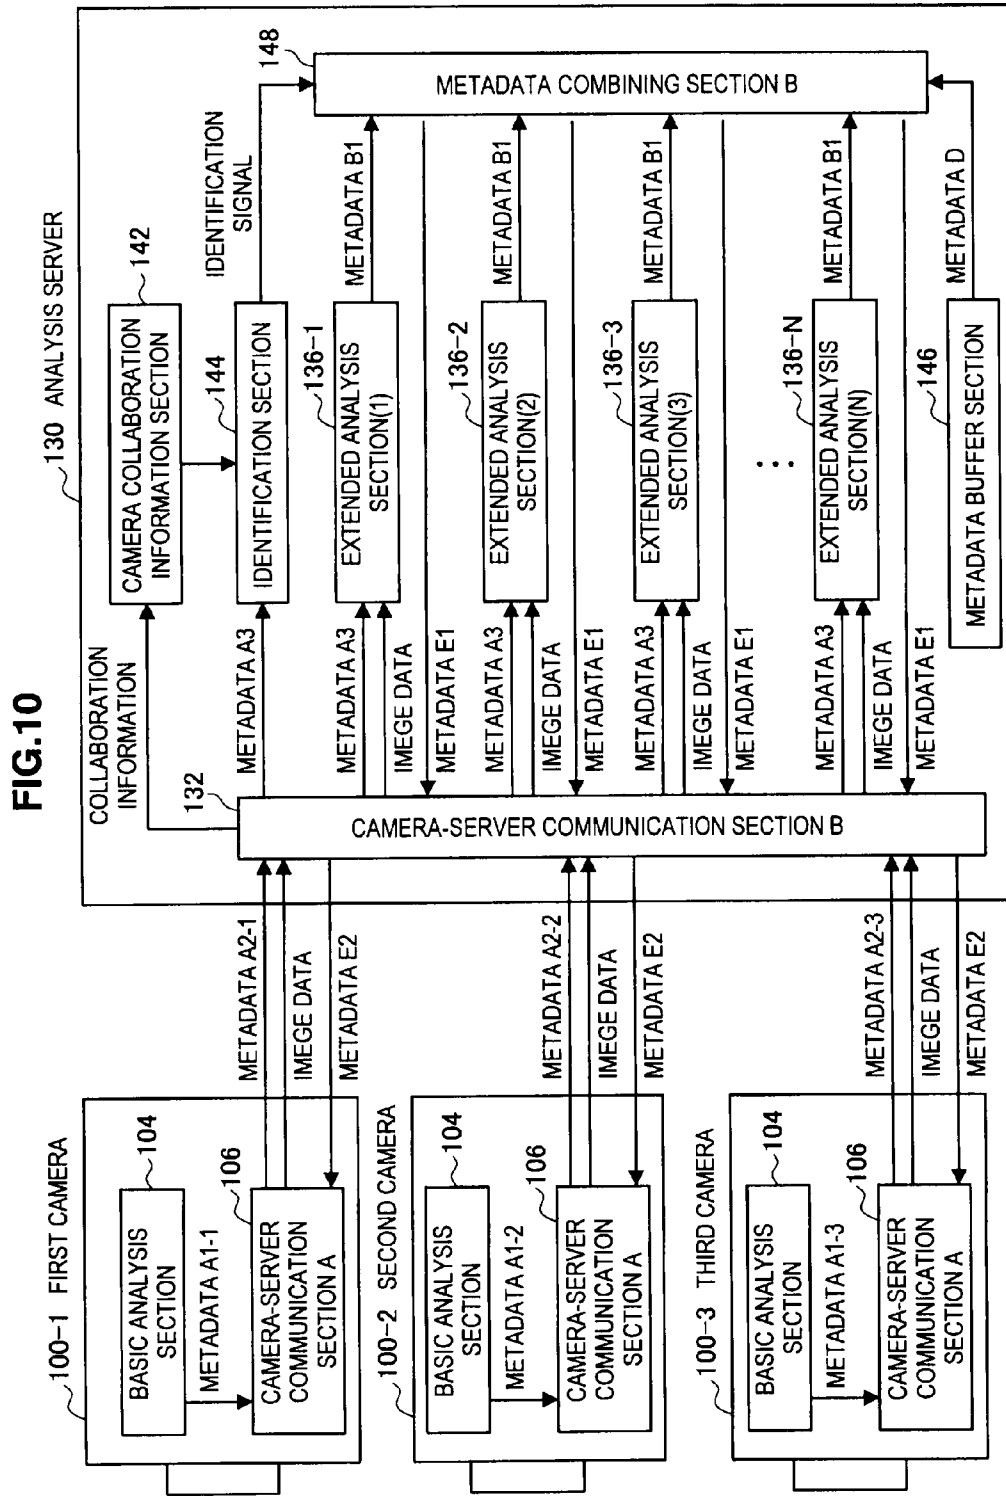 FIG.10
130 ANALYSIS SERVER
100-1 FIRST CAMERA
104
BASIC ANALYSIS
SECTION
METADATA A1-1
106
CAMERA-SERVER
COMMUNICATION
SECTION A
METADATA A2-1
IMEGE DATA
METADATA E2
100-2 SECOND CAMERA
104
BASIC ANALYSIS
SECTION
METADATA A1-2
106
CAMERA-SERVER
COMMUNICATION
SECTION A
METADATA A2-2
IMEGE DATA
METADATA E2
100-3 THIRD CAMERA
104
BASIC ANALYSIS
SECTION
METADATA A1-3
106
CAMERA-SERVER
COMMUNICATION
SECTION A
METADATA A2-3
IMEGE DATA
METADATA E2
COLLABORATION
INFORMATION
132
CAMERA-SERVER COMMUNICATION SECTION B
142
CAMERA COLLABORATION
INFORMATION SECTION
METADATA A3
144
IDENTIFICATION SECTION
IDENTIFICATION
SIGNAL
METADATA A3
IMEGE DATA
METADATA E1
136-1
EXTENDED ANALYSIS
SECTION(1)
METADATA B1
METADATA A3
IMEGE DATA
METADATA E1
136-2
EXTENDED ANALYSIS
SECTION(2)
METADATA B1
METADATA A3
IMEGE DATA
METADATA E1
136-3
EXTENDED ANALYSIS
SECTION(3)
METADATA B1
...
METADATA A3
IMEGE DATA
METADATA E1
136-N
EXTENDED ANALYSIS
SECTION(N)
METADATA B1
146
METADATA BUFFER SECTION
METADATA D
148
METADATA COMBINING SECTION B